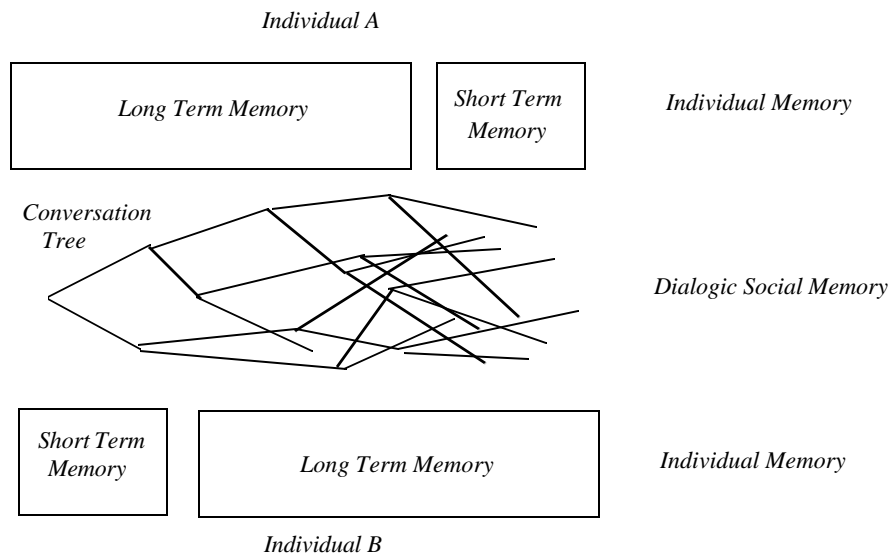 Individual A
Long Term Memory
Short Term
Memory
Individual Memory
Conversation
Tree
Dialogic Social Memory
Short Term
Memory
Long Term Memory
Individual Memory
Individual B